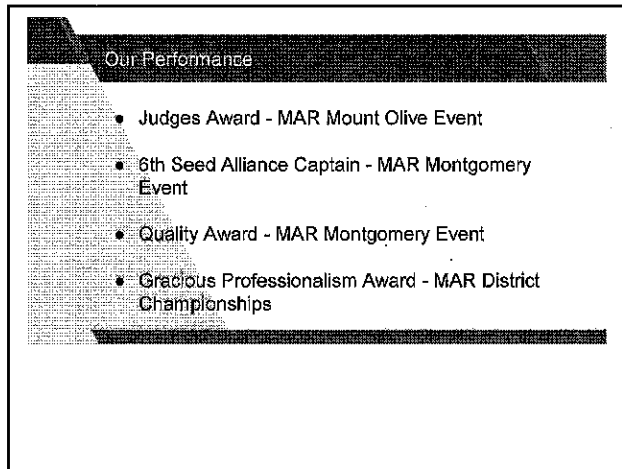 Our Performance
• Judges Award - MAR Mount Olive Event
• 6th Seed Alliance Captain - MAR Montgomery
Event
• Quality Award - MAR Montgomery Event
• Gracious Professionalism Award - MAR District
Championships